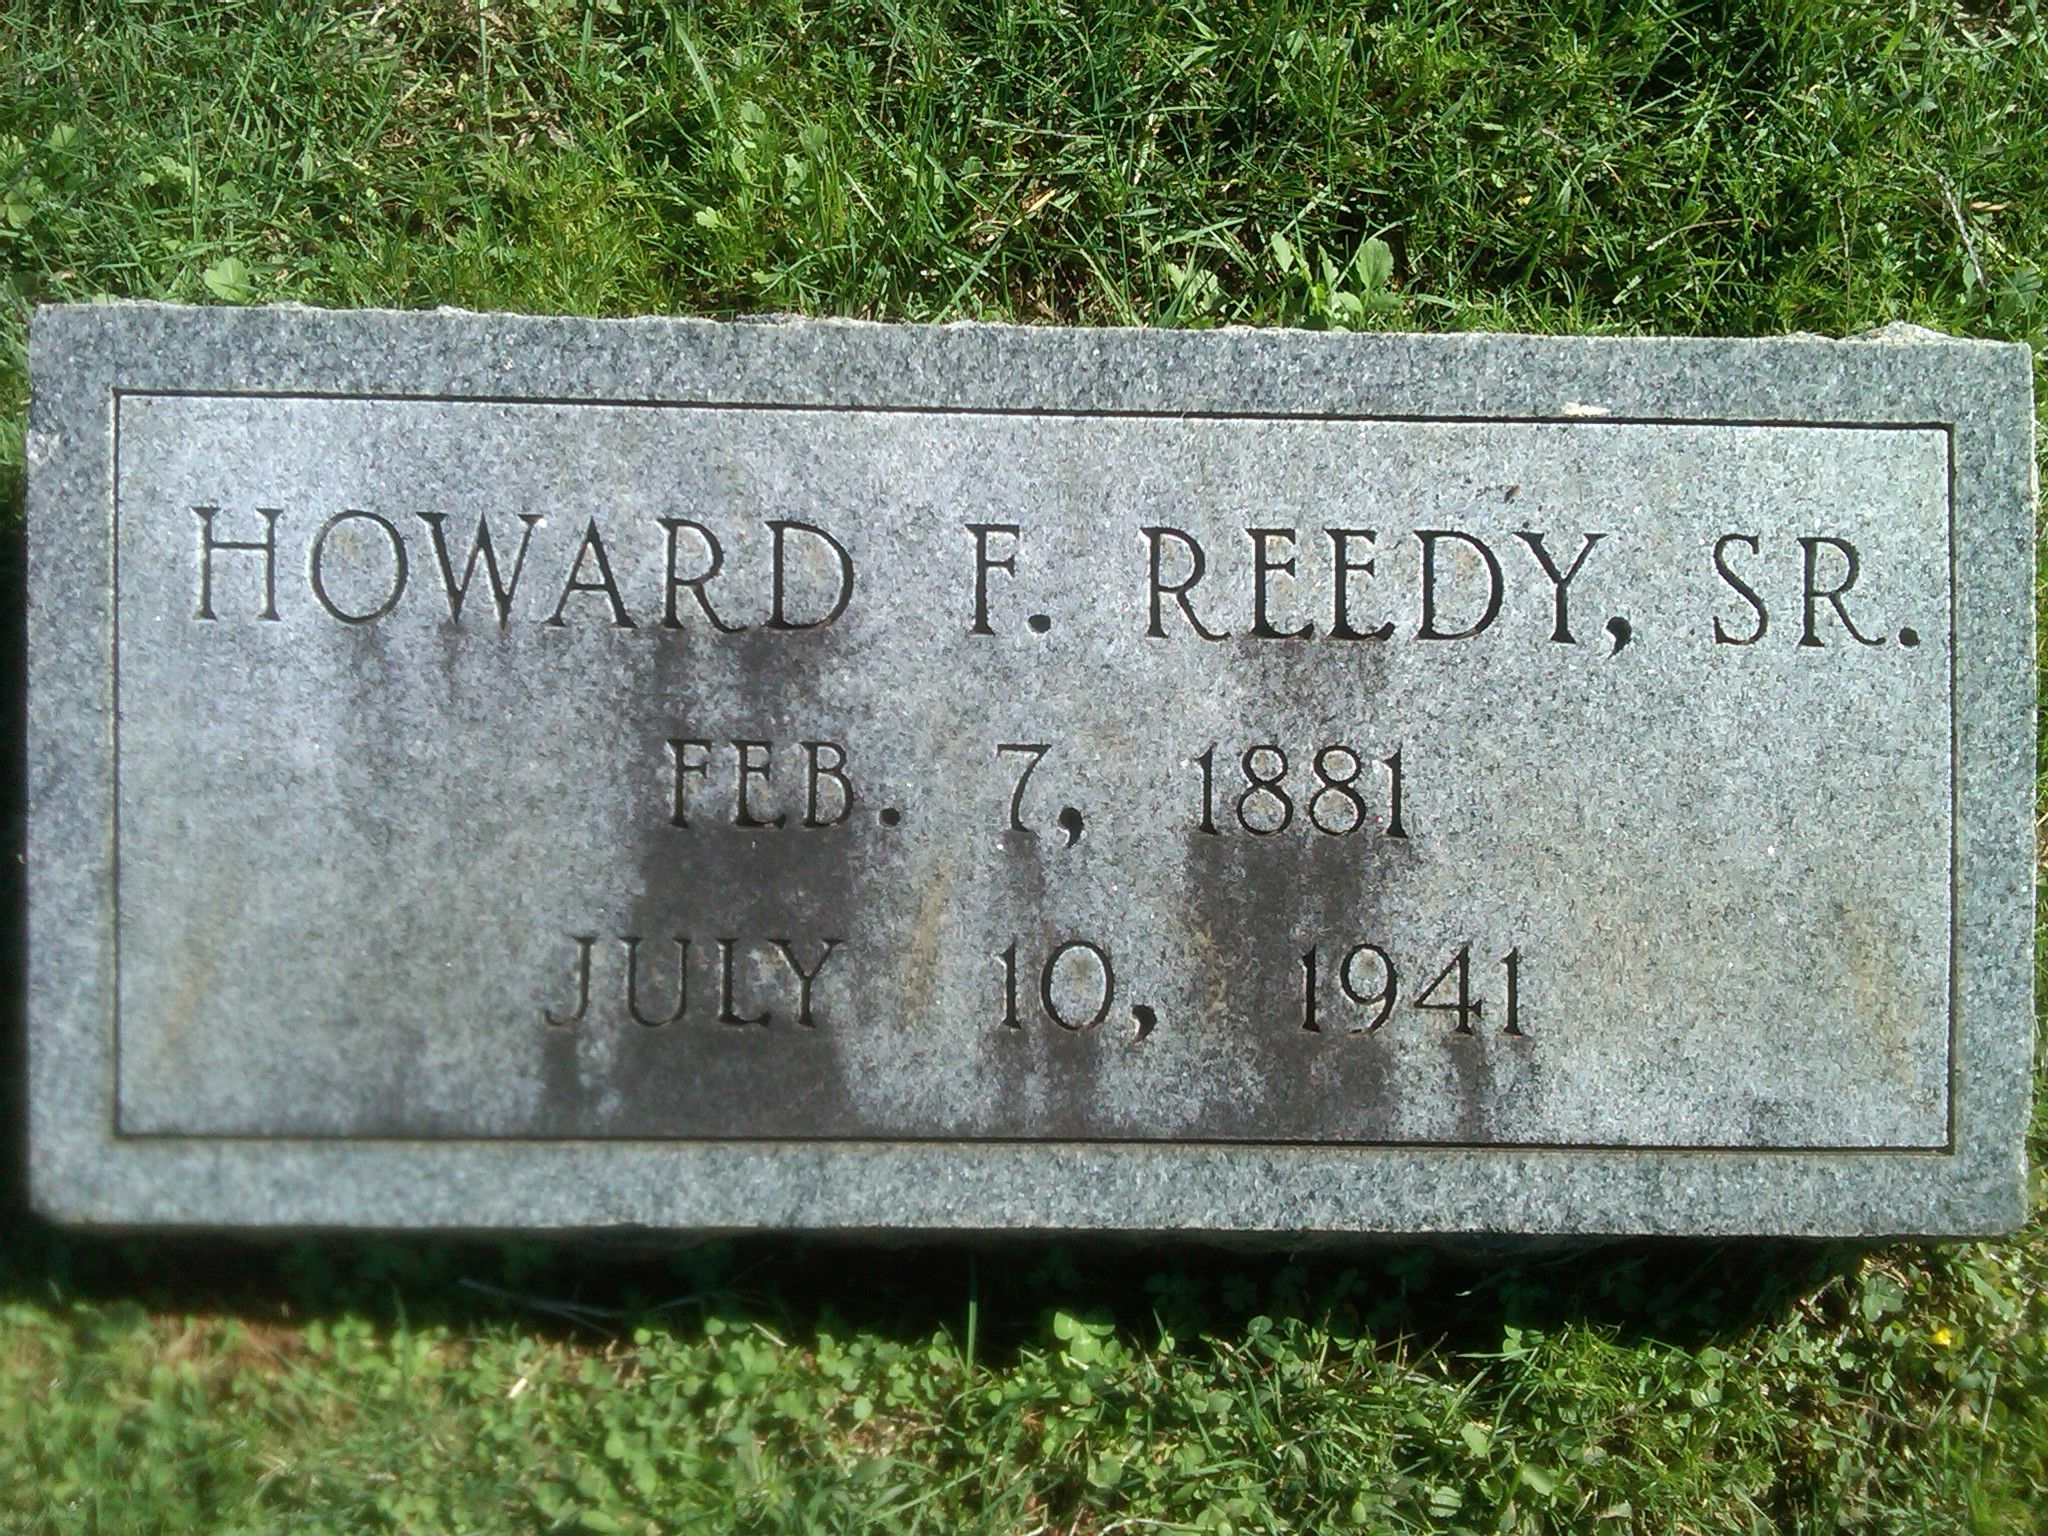 HOWARD F. REEDY, SR.
FEB. 7, 1881
JULY 10, 1941